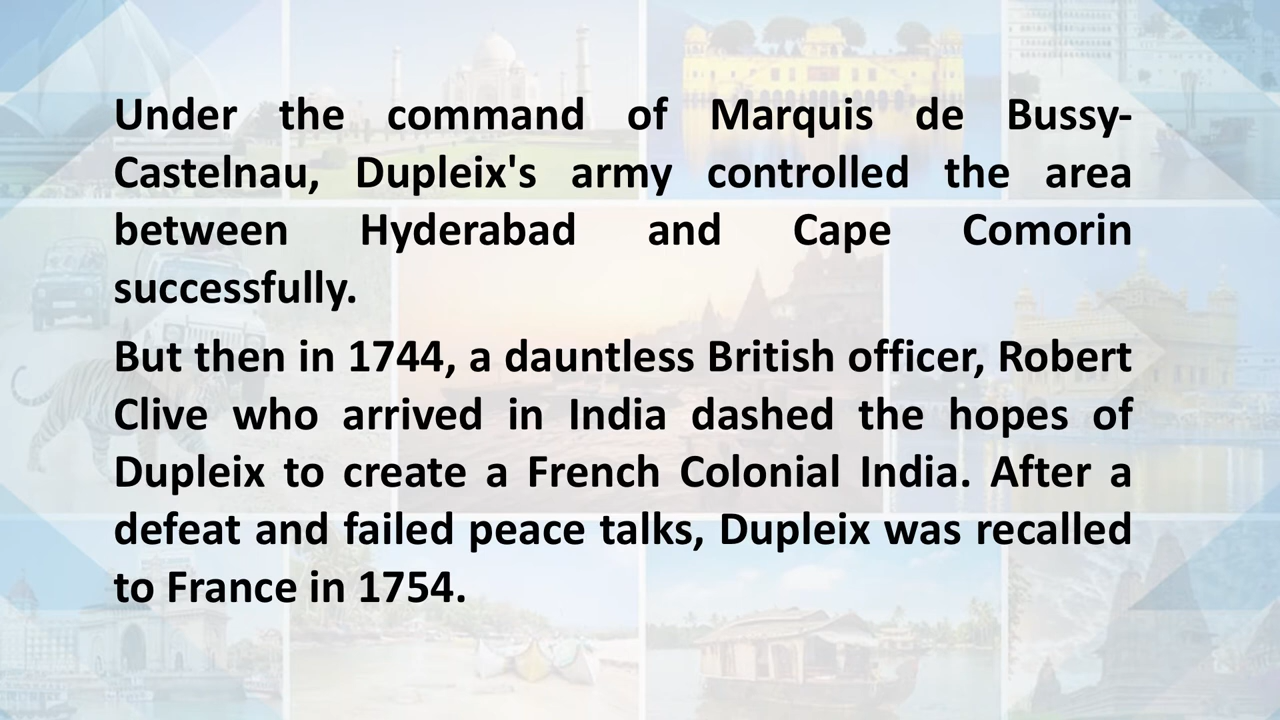 Under the command of Marquis de Bussy-
Castelnau, Dupleix's army controlled the area
between Hyderabad and Cape Comorin
successfully.
But then in 1744, a dauntless British officer, Robert
Clive who arrived in India dashed the hopes of
Dupleix to create a French Colonial India. After a
defeat and failed peace talks, Dupleix was recalled
to France in 1754.